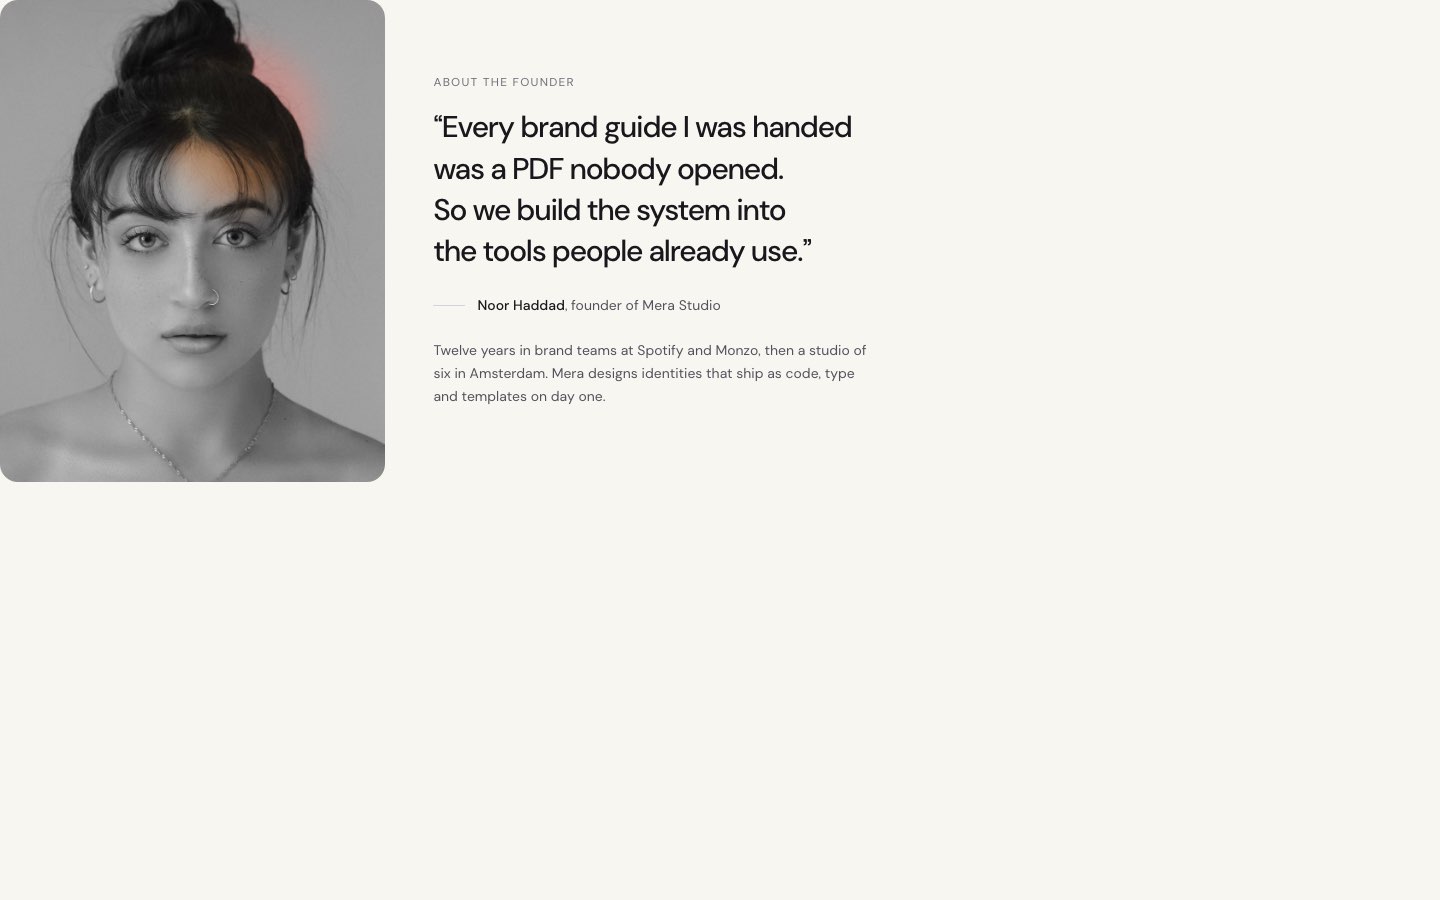 ABOUT THE FOUNDER
“Every brand guide I was handed
was a PDF nobody opened.
So we build the system into
the tools people already use.”
Noor Haddad, founder of Mera Studio
Twelve years in brand teams at Spotify and Monzo, then a studio of
six in Amsterdam. Mera designs identities that ship as code, type
and templates on day one.